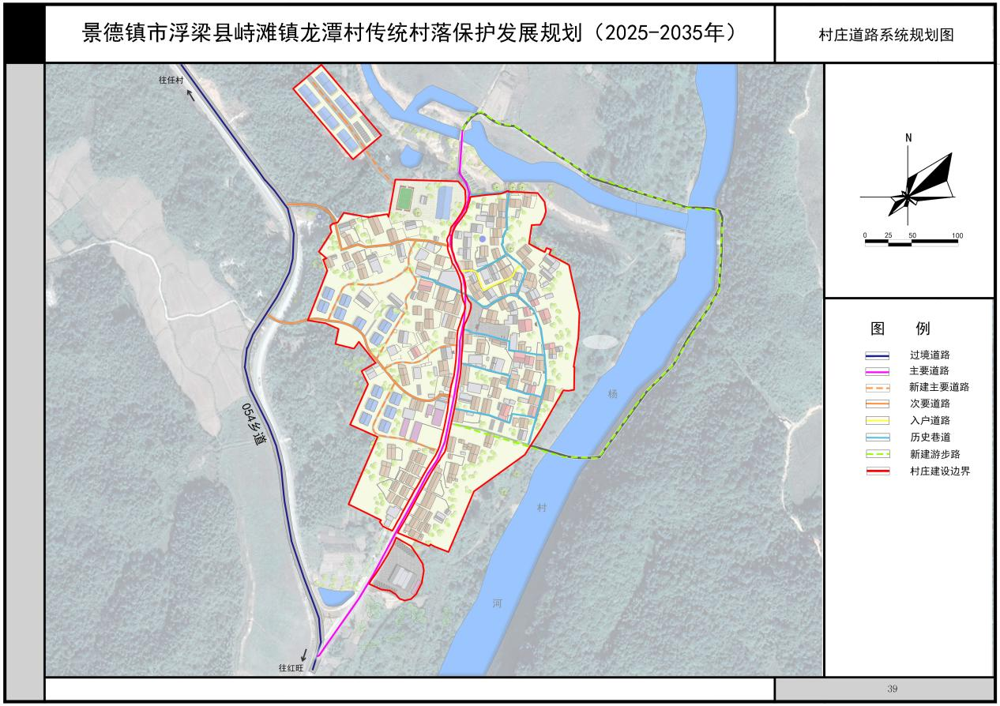 景德镇市浮梁县峙滩镇龙潭村传统村落保护发展规划（2025-2035年）
村庄道路系统规划图
往任村
N
0 25 50 100
图 例
过境道路
主要道路
新建主要道路
次要道路
入户道路
历史巷道
新建游步路
村庄建设边界
054乡道
杨
村
河
往红旺
39